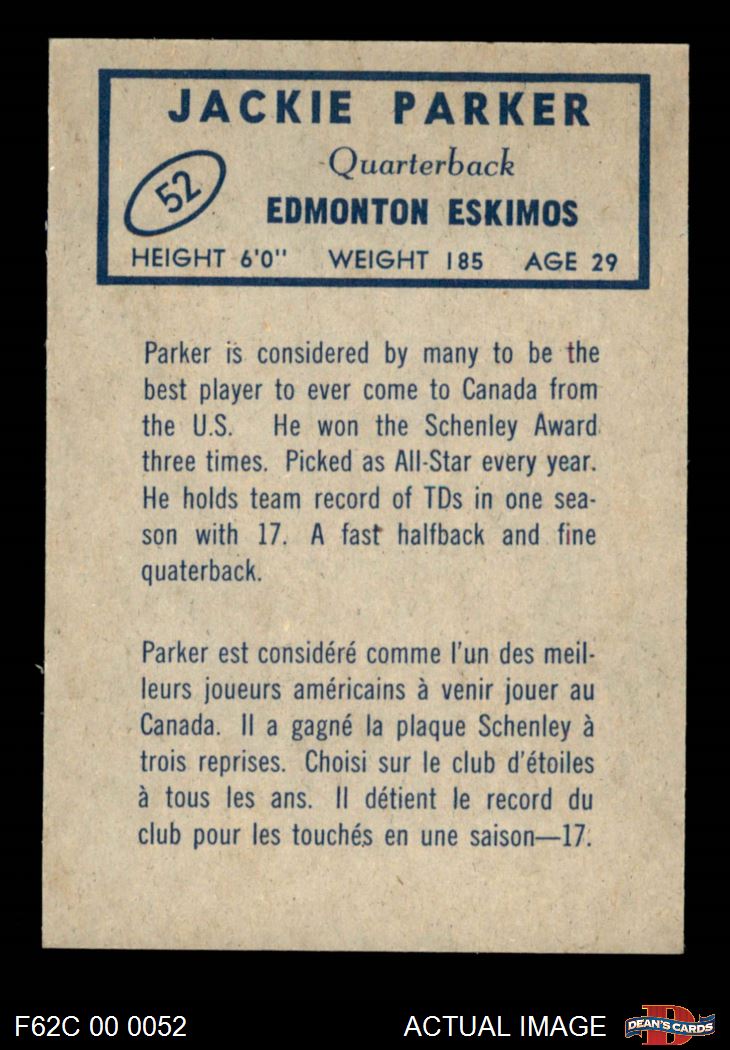 JACKIE PARKER
Quarterback
52
EDMONTON ESKIMOS
HEIGHT 6'0" WEIGHT 185 AGE 29
Parker is considered by many to be the
best player to ever come to Canada from
the U.S. He won the Schenley Award
three times. Picked as All-Star every year.
He holds team record of TDs in one sea-
son with 17. A fast halfback and fine
quaterback.
Parker est considéré comme l'un des meil-
leurs joueurs américains à venir jouer au
Canada. Il a gagné la plaque Schenley à
trois reprises. Choisi sur le club d'étoiles
à tous les ans. Il détient le record du
club pour les touchés en une saison—17.
F62C 00 0052
ACTUAL IMAGE
D
DEAN'S CARDS